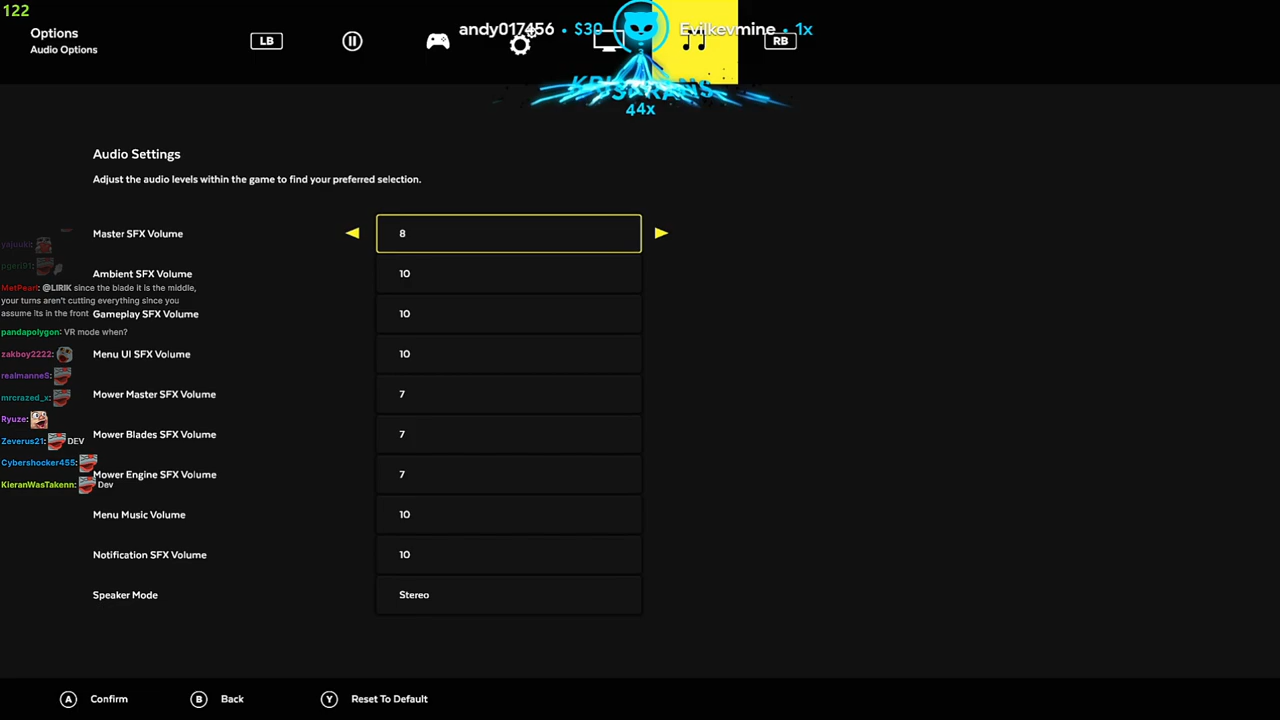 122
Options
Audio Options
LB
andy017456 • $30
Evilkevmine • 1x
RB
44x
Audio Settings
Adjust the audio levels within the game to find your preferred selection.
Master SFX Volume
8
yajuuki:
Ambient SFX Volume
10
MetPearl: @LIRIK since the blade it is the middle,
your turns aren't cutting everything since you
assume its in the front
Gameplay SFX Volume
10
pandapolygon: VR mode when?
zakboy2222:
Menu UI SFX Volume
10
realmanneS:
mrcrazed_x:
Mower Master SFX Volume
7
Ryuze:
Mower Blades SFX Volume
7
Zeverus21: DEV
Cybershocker455:
Mower Engine SFX Volume
7
KieranWasTakenn: Dev
Menu Music Volume
10
Notification SFX Volume
10
Speaker Mode
Stereo
A Confirm
B Back
Y Reset To Default